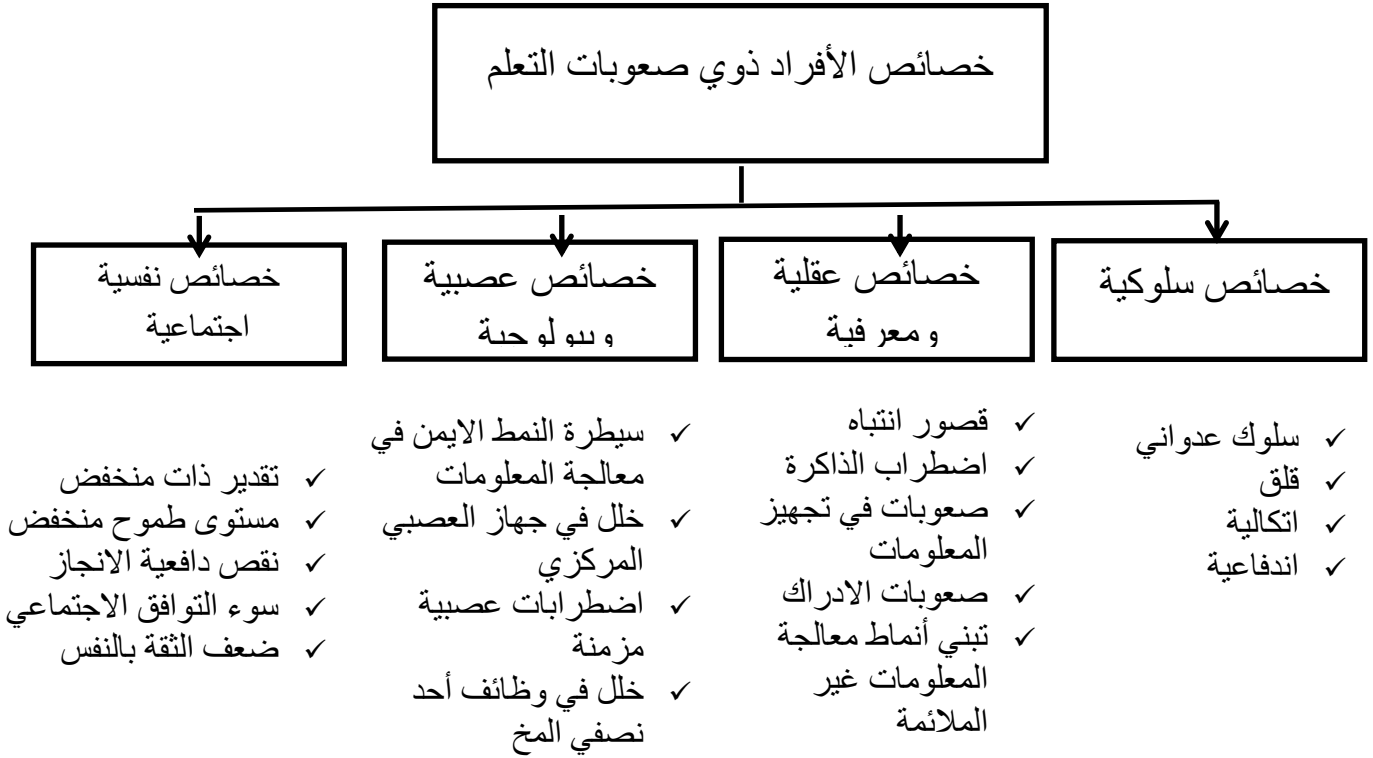 خصائص الأفراد ذوي صعوبات التعلم
خصائص سلوكية
✓ سلوك عدواني
✓ قلق
✓ اتكالية
✓ اندفاعية
خصائص عقلية
ومعرفية
✓ قصور انتباه
✓ اضطراب الذاكرة
✓ صعوبات في تجهيز
المعلومات
✓ صعوبات الادراك
✓ تبني أنماط معالجة
المعلومات غير
الملائمة
خصائص عصبية
وبيولوجية
✓ سيطرة النمط الايمن في
معالجة المعلومات
✓ خلل في جهاز العصبي
المركزي
✓ اضطرابات عصبية
مزمنة
✓ خلل في وظائف أحد
نصفي المخ
خصائص نفسية
اجتماعية
✓ تقدير ذات منخفض
✓ مستوى طموح منخفض
✓ نقص دافعية الانجاز
✓ سوء التوافق الاجتماعي
✓ ضعف الثقة بالنفس